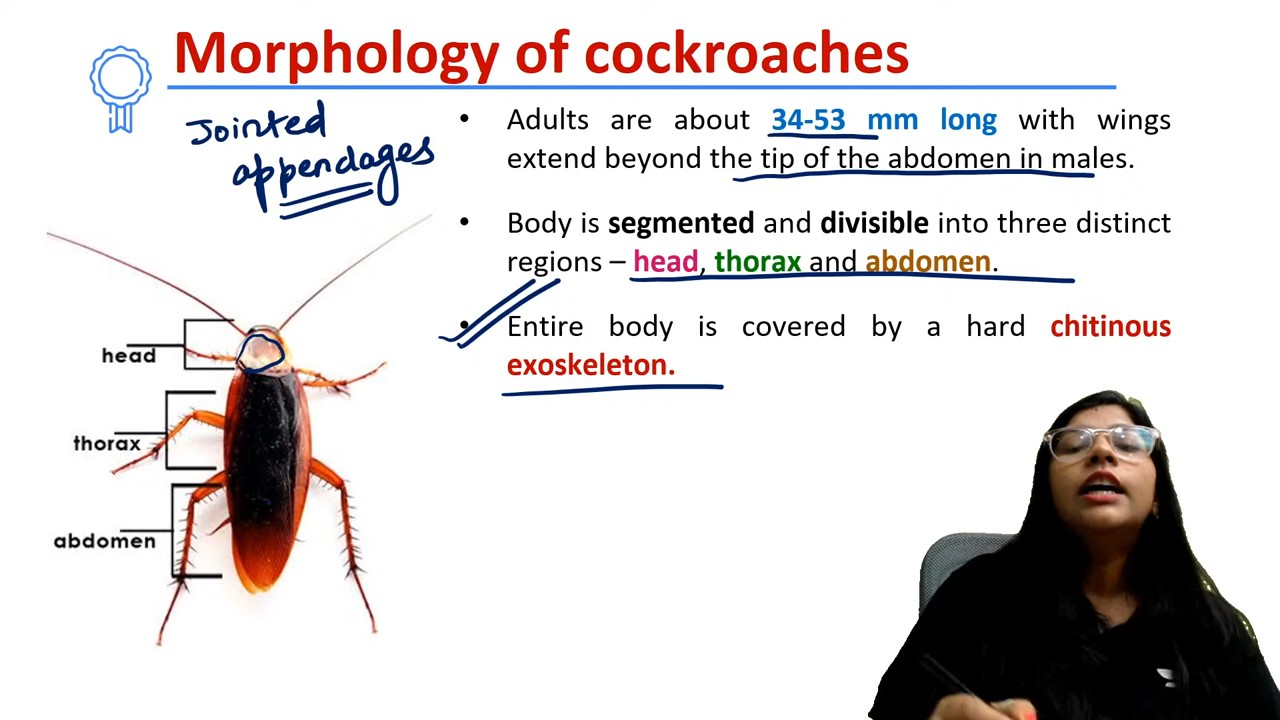 Morphology of cockroaches
Jointed
appendages
• Adults are about 34-53 mm long with wings
extend beyond the tip of the abdomen in males.
• Body is segmented and divisible into three distinct
regions – head, thorax and abdomen.
• Entire body is covered by a hard chitinous
exoskeleton.
head
thorax
abdomen